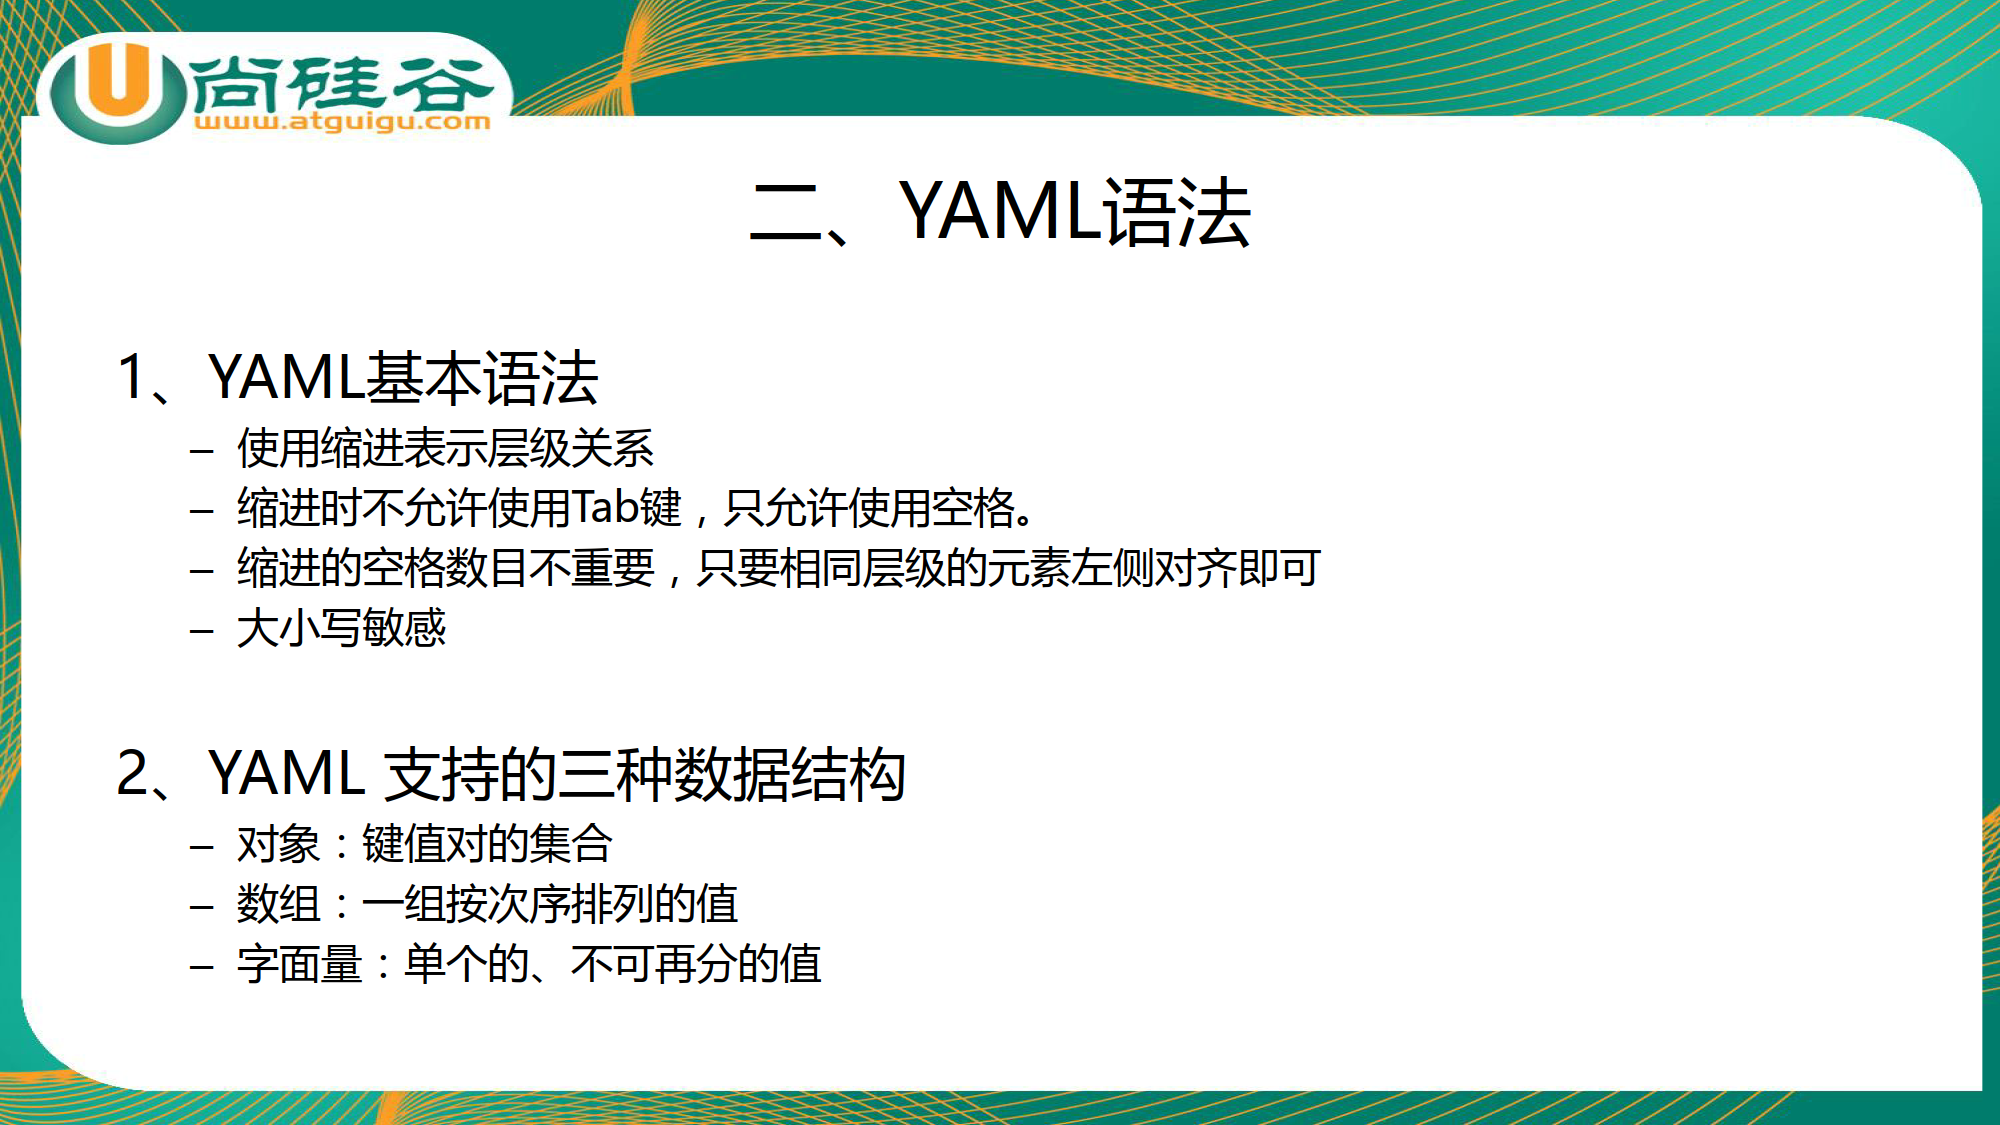 尚硅谷
www.atguigu.com
二、YAML语法
1、YAML基本语法
– 使用缩进表示层级关系
– 缩进时不允许使用Tab键，只允许使用空格。
– 缩进的空格数目不重要，只要相同层级的元素左侧对齐即可
– 大小写敏感
2、YAML 支持的三种数据结构
– 对象：键值对的集合
– 数组：一组按次序排列的值
– 字面量：单个的、不可再分的值